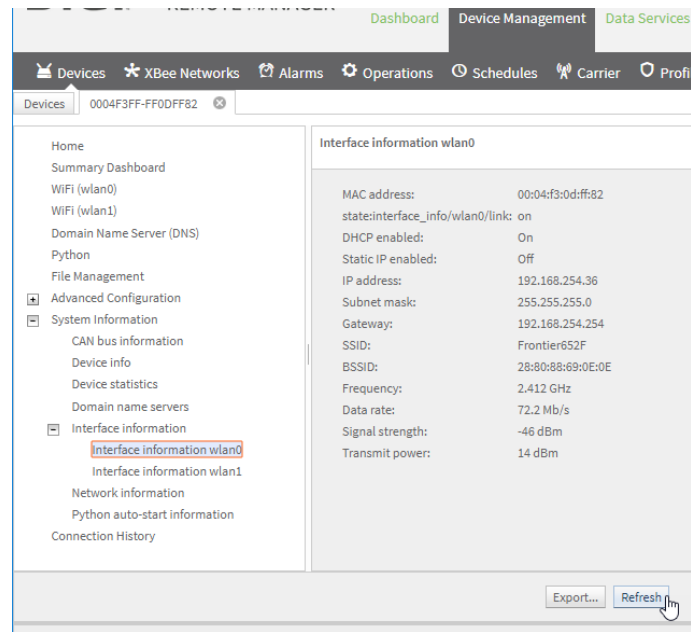 REMOTE MANAGER
Dashboard Device Management Data Services
Devices XBee Networks Alarms Operations Schedules Carrier Profi
Devices 0004F3FF-FF0DFF82
Home
Summary Dashboard
WiFi (wlan0)
WiFi (wlan1)
Domain Name Server (DNS)
Python
File Management
Advanced Configuration
System Information
CAN bus information
Device info
Device statistics
Domain name servers
Interface information
Interface information wlan0
Interface information wlan1
Network information
Python auto-start information
Connection History
Interface information wlan0
MAC address: 00:04:f3:0d:ff:82
state:interface_info/wlan0/link: on
DHCP enabled: On
Static IP enabled: Off
IP address: 192.168.254.36
Subnet mask: 255.255.255.0
Gateway: 192.168.254.254
SSID: Frontier652F
BSSID: 28:80:88:69:0E:0E
Frequency: 2.412 GHz
Data rate: 72.2 Mb/s
Signal strength: -46 dBm
Transmit power: 14 dBm
Export... Refresh